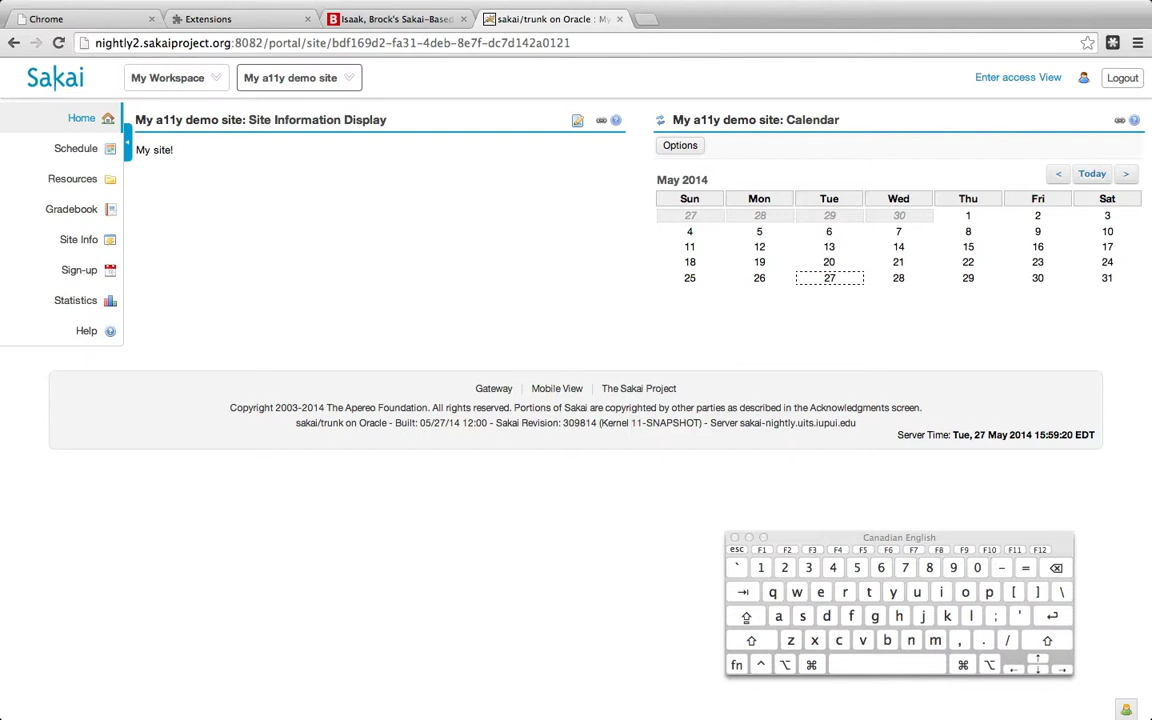 Chrome
Extensions
Isaak, Brock's Sakai-Based
sakai/trunk on Oracle : My
nightly2.sakaiproject.org:8082/portal/site/bdf169d2-fa31-4deb-8e7f-dc7d142a0121
Sakai
My Workspace
My a11y demo site
Enter access View
Logout
Home
Schedule
Resources
Gradebook
Site Info
Sign-up
Statistics
Help
My a11y demo site: Site Information Display
My site!
My a11y demo site: Calendar
Options
May 2014
< Today >
Sun Mon Tue Wed Thu Fri Sat
27 28 29 30 1 2 3
4 5 6 7 8 9 10
11 12 13 14 15 16 17
18 19 20 21 22 23 24
25 26 27 28 29 30 31
Gateway | Mobile View | The Sakai Project
Copyright 2003-2014 The Apereo Foundation. All rights reserved. Portions of Sakai are copyrighted by other parties as described in the Acknowledgments screen.
sakai/trunk on Oracle - Built: 05/27/14 12:00 - Sakai Revision: 309814 (Kernel 11-SNAPSHOT) - Server sakai-nightly.uits.iupui.edu
Server Time: Tue, 27 May 2014 15:59:20 EDT
Canadian English
esc F1 F2 F3 F4 F5 F6 F7 F8 F9 F10 F11 F12
` 1 2 3 4 5 6 7 8 9 0 - =
q w e r t y u i o p [ ] \
a s d f g h j k l ; '
z x c v b n m , . /
fn ^ ⌥ ⌘ ⌘ ⌥